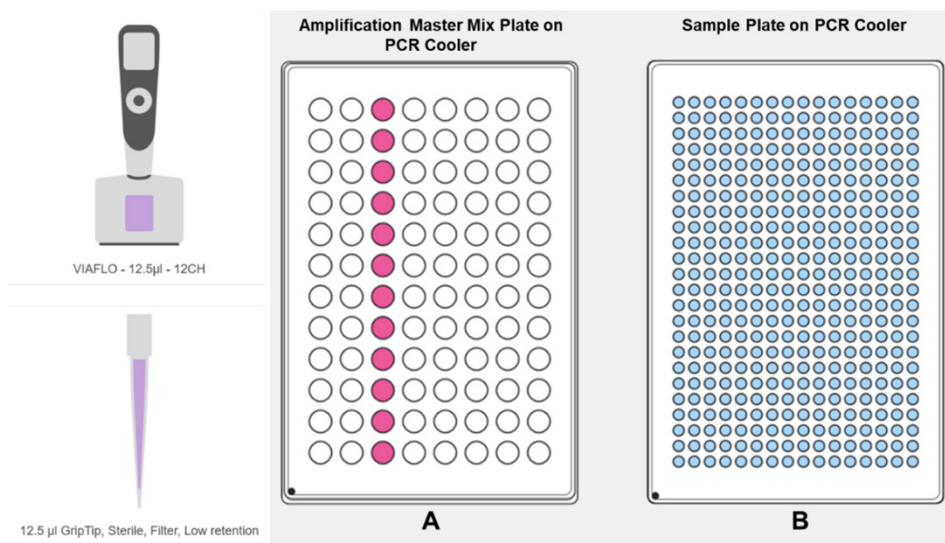 VIAFLO - 12.5µl - 12CH
12.5 µl GripTip, Sterile, Filter, Low retention
Amplification Master Mix Plate on
PCR Cooler
A
Sample Plate on PCR Cooler
B